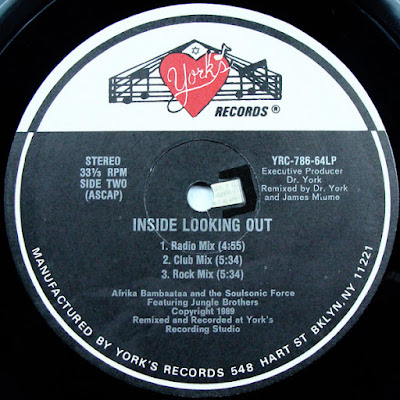 York's
RECORDS®
STEREO
33⅓ RPM
SIDE TWO
(ASCAP)
YRC-786-64LP
Executive Producer
Dr. York
Remixed by Dr. York
and James Mtume
INSIDE LOOKING OUT
1. Radio Mix (4:55)
2. Club Mix (5:34)
3. Rock Mix (5:34)
Afrika Bambaataa and the Soulsonic Force
Featuring Jungle Brothers
Copyright 1989
Remixed and Recorded at York's
Recording Studio
MANUFACTURED BY YORK'S RECORDS 548 HART ST BKLYN, NY 11221